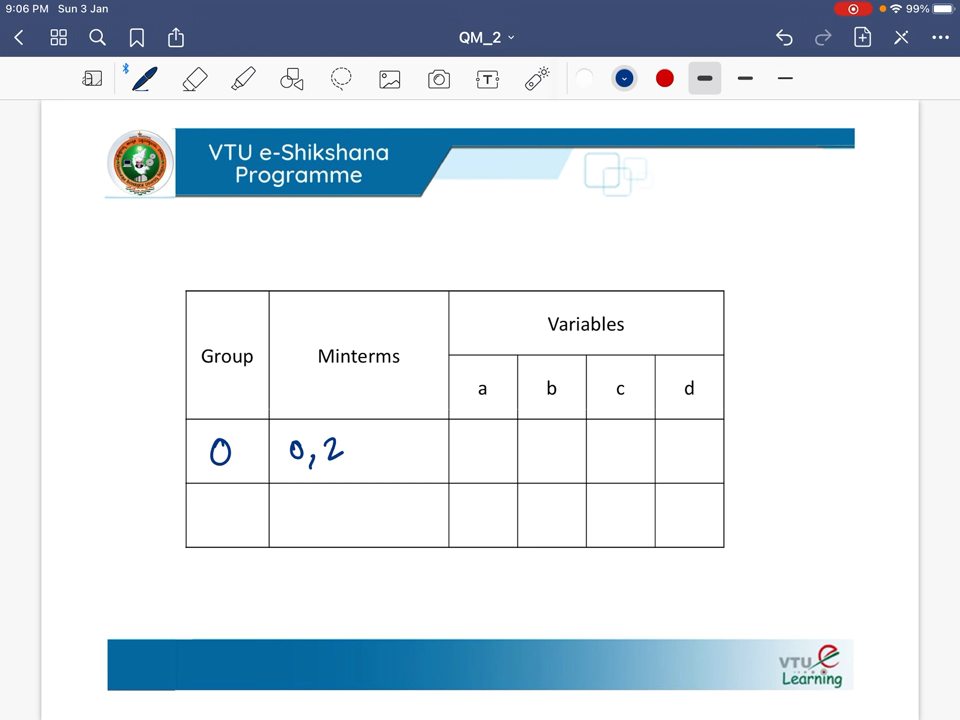 9:06 PM Sun 3 Jan 99%
QM_2
T
VTU e-Shikshana
Programme
Group Minterms Variables
a b c d
0 0, 2
VTU e
Learning